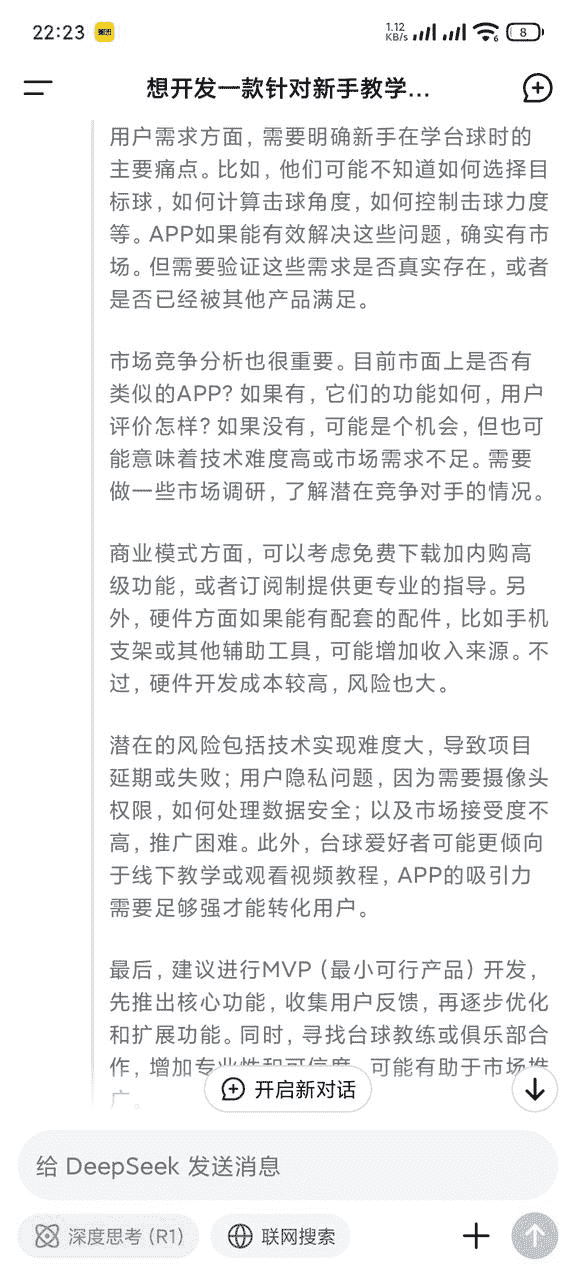 22:23
1.12
KB/s
6
8
想开发一款针对新手教学...
用户需求方面，需要明确新手在学台球时的
主要痛点。比如，他们可能不知道如何选择目
标球，如何计算击球角度，如何控制击球力度
等。APP如果能有效解决这些问题，确实有市
场。但需要验证这些需求是否真实存在，或者
是否已经被其他产品满足。
市场竞争分析也很重要。目前市面上是否有
类似的APP？如果有，它们的功能如何，用户
评价怎样？如果没有，可能是个机会，但也可
能意味着技术难度高或市场需求不足。需要
做一些市场调研，了解潜在竞争对手的情况。
商业模式方面，可以考虑免费下载加内购高
级功能，或者订阅制提供更专业的指导。另
外，硬件方面如果能有配套的配件，比如手机
支架或其他辅助工具，可能增加收入来源。不
过，硬件开发成本较高，风险也大。
潜在的风险包括技术实现难度大，导致项目
延期或失败；用户隐私问题，因为需要摄像头
权限，如何处理数据安全；以及市场接受度不
高，推广困难。此外，台球爱好者可能更倾向
于线下教学或观看视频教程，APP的吸引力
需要足够强才能转化用户。
最后，建议进行MVP（最小可行产品）开发，
先推出核心功能，收集用户反馈，再逐步优化
和扩展功能。同时，寻找台球教练或俱乐部合
作，增加专业性和可信度，可能有助于市场推
广。
开启新对话
给 DeepSeek 发送消息
深度思考 (R1)
联网搜索